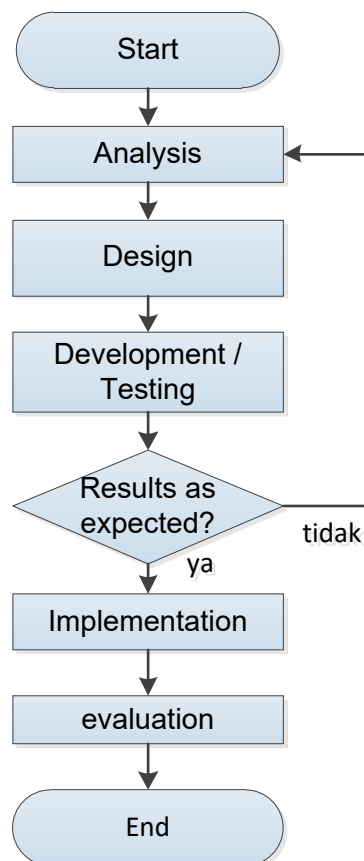 Start
Analysis
Design
Development /
Testing
Results as
expected?
tidak
ya
Implementation
evaluation
End